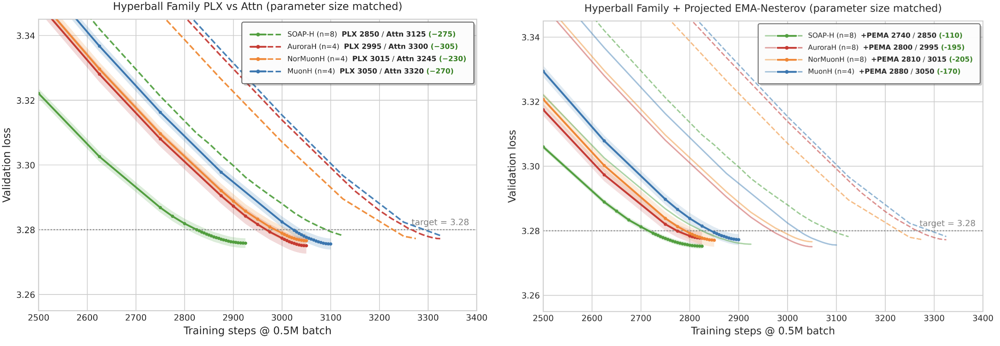 Hyperball Family PLX vs Attn (parameter size matched)
SOAP-H (n=8) PLX 2850 / Attn 3125 (−275)
AuroraH (n=4) PLX 2995 / Attn 3300 (−305)
NorMuonH (n=4) PLX 3015 / Attn 3245 (−230)
MuonH (n=4) PLX 3050 / Attn 3320 (−270)
Validation loss
3.34
3.32
3.30
3.28
3.26
target = 3.28
2500 2600 2700 2800 2900 3000 3100 3200 3300 3400
Training steps @ 0.5M batch
Hyperball Family + Projected EMA-Nesterov (parameter size matched)
SOAP-H (n=8) +PEMA 2740 / 2850 (-110)
AuroraH (n=8) +PEMA 2800 / 2995 (-195)
NorMuonH (n=8) +PEMA 2810 / 3015 (-205)
MuonH (n=4) +PEMA 2880 / 3050 (-170)
Validation loss
3.34
3.32
3.30
3.28
3.26
target = 3.28
2500 2600 2700 2800 2900 3000 3100 3200 3300 3400
Training steps @ 0.5M batch